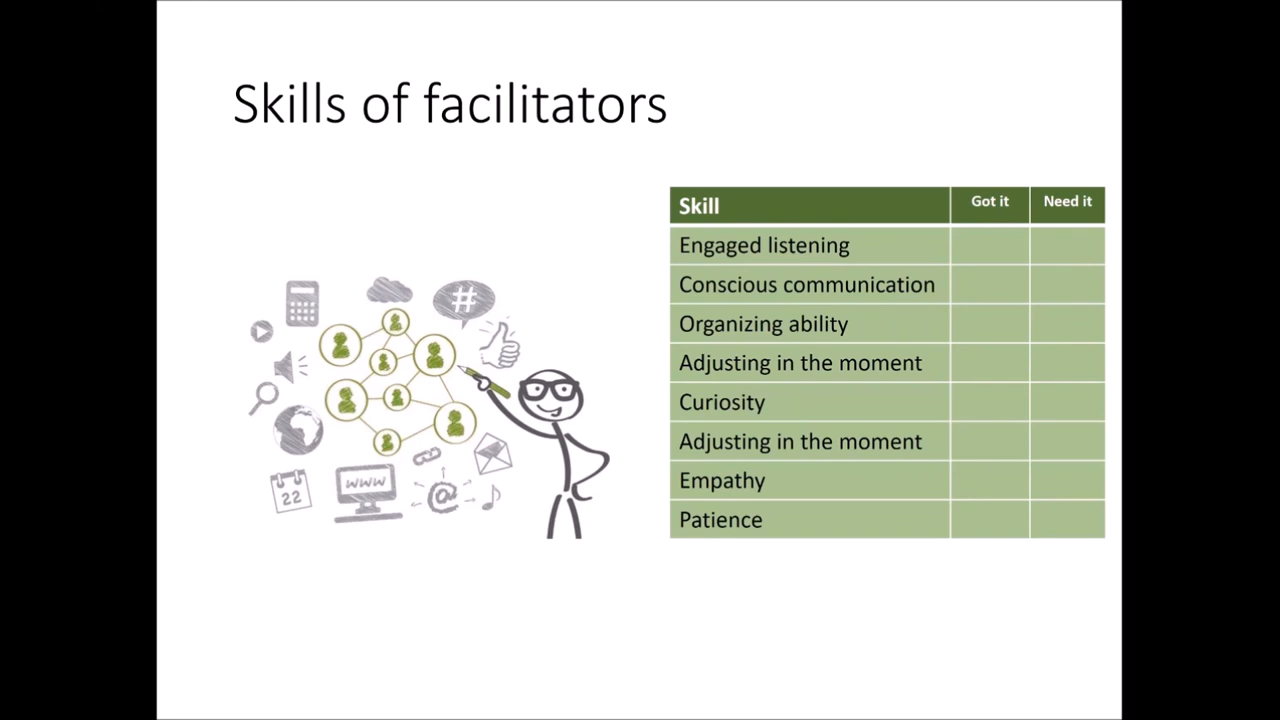 Skills of facilitators
Skill Got it Need it
Engaged listening
Conscious communication
Organizing ability
Adjusting in the moment
Curiosity
Adjusting in the moment
Empathy
Patience
#
22
www
@